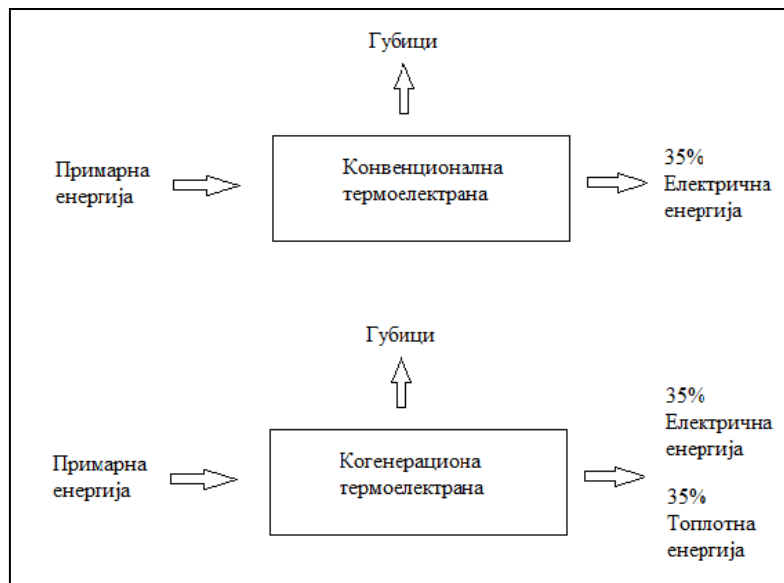 Губици
Примарна
енергија
Конвенционална
термоелектрана
35%
Електрична
енергија
Губици
Примарна
енергија
Когенерациона
термоелектрана
35%
Електрична
енергија
35%
Топлотна
енергија